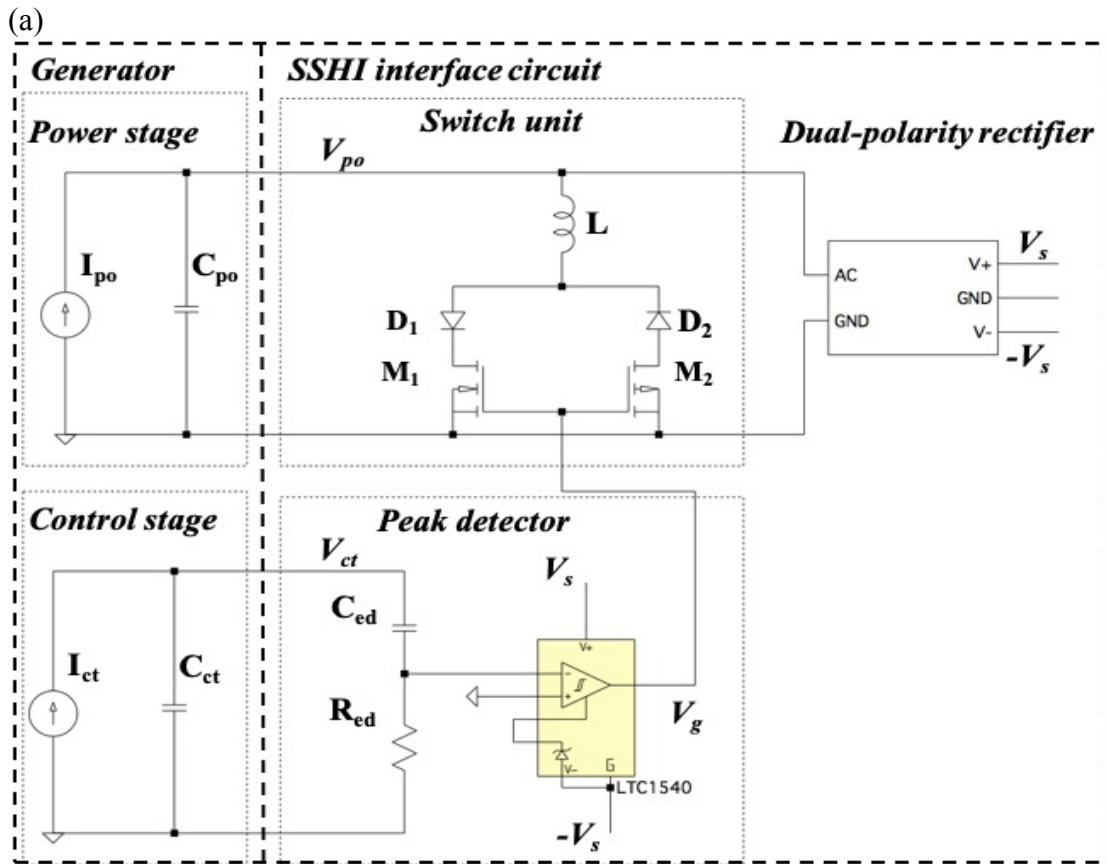 (a)
Generator
SSHI interface circuit
Power stage
Switch unit
Dual-polarity rectifier
V_po
L
I_po
C_po
D_1
D_2
M_1
M_2
AC
GND
V+
GND
V-
V_s
-V_s
Control stage
Peak detector
V_ct
V_s
C_ed
I_ct
C_ct
R_ed
V+
-
+
V-
G
LTC1540
V_g
-V_s